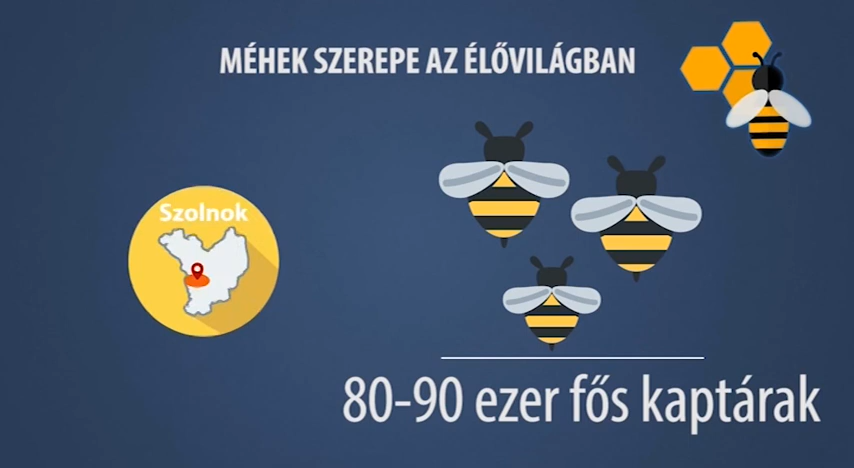 MÉHEK SZEREPE AZ ÉLŐVILÁGBAN
Szolnok
80-90 ezer fős kaptárak